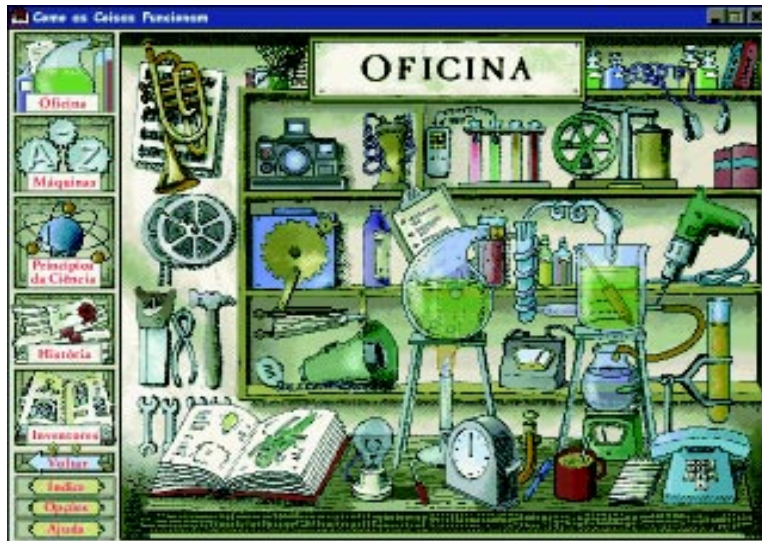 Como as Coisas Funcionam
OFICINA
Oficina
A Z
Máquinas
Princípios
da Ciência
História
Inventores
Voltar
Índice
Opções
Ajuda